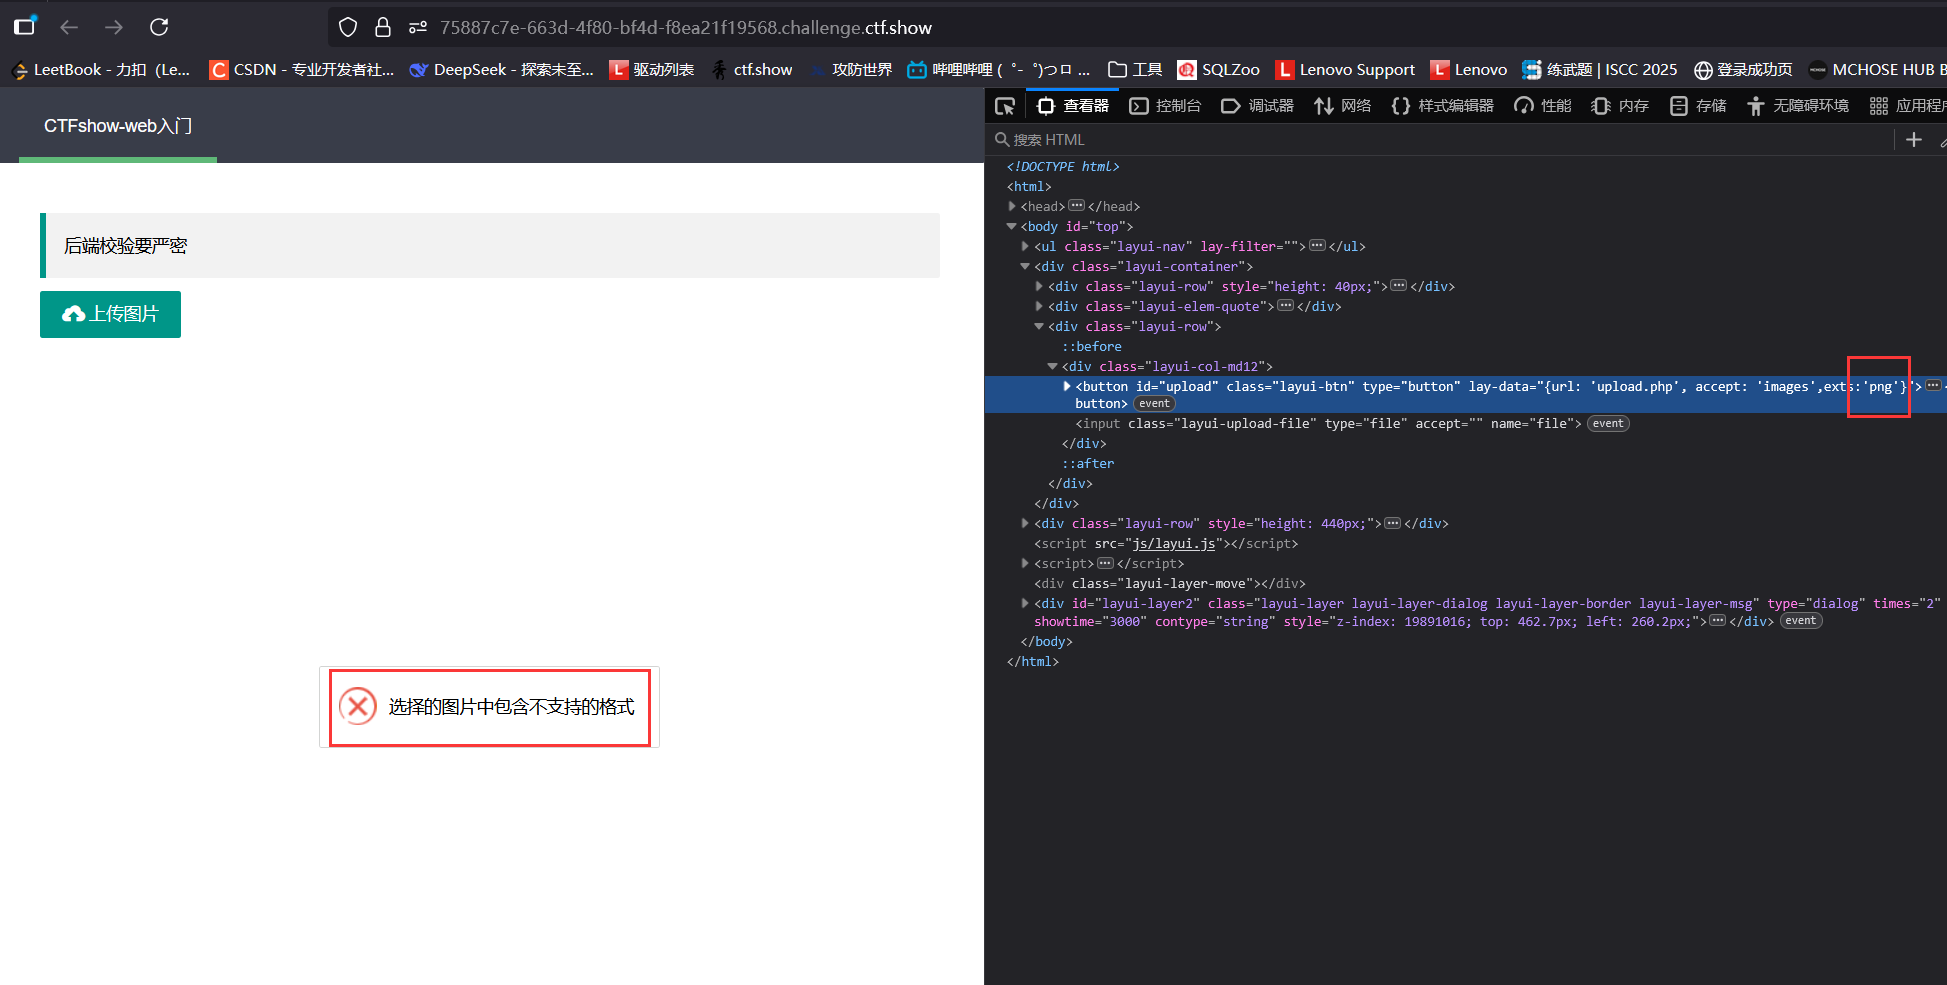 75887c7e-663d-4f80-bf4d-f8ea21f19568.challenge.ctf.show
LeetBook - 力扣（Le... CSDN - 专业开发者社... DeepSeek - 探索未至... 驱动列表 ctf.show 攻防世界 哔哩哔哩 ( ゜- ゜)つロ ... 工具 SQLZoo Lenovo Support Lenovo 练武题 | ISCC 2025 登录成功页 MCHOSE HUB B
CTFshow-web入门
后端校验要严密
上传图片
选择的图片中包含不支持的格式
查看器 控制台 调试器 网络 样式编辑器 性能 内存 存储 无障碍环境 应用程序
搜索 HTML
<!DOCTYPE html>
<html>
<head></head>
<body id="top">
<ul class="layui-nav" lay-filter=""></ul>
<div class="layui-container">
<div class="layui-row" style="height: 40px;"></div>
<div class="layui-elem-quote"></div>
<div class="layui-row">
::before
<div class="layui-col-md12">
<button id="upload" class="layui-btn" type="button" lay-data="{url: 'upload.php', accept: 'images',exts:'png'}"><
button> event
<input class="layui-upload-file" type="file" accept="" name="file"> event
</div>
::after
</div>
</div>
<div class="layui-row" style="height: 440px;"></div>
<script src="js/layui.js"></script>
<script></script>
<div class="layui-layer-move"></div>
<div id="layui-layer2" class="layui-layer layui-layer-dialog layui-layer-border layui-layer-msg" type="dialog" times="2"
showtime="3000" contype="string" style="z-index: 19891016; top: 462.7px; left: 260.2px;"></div> event
</body>
</html>